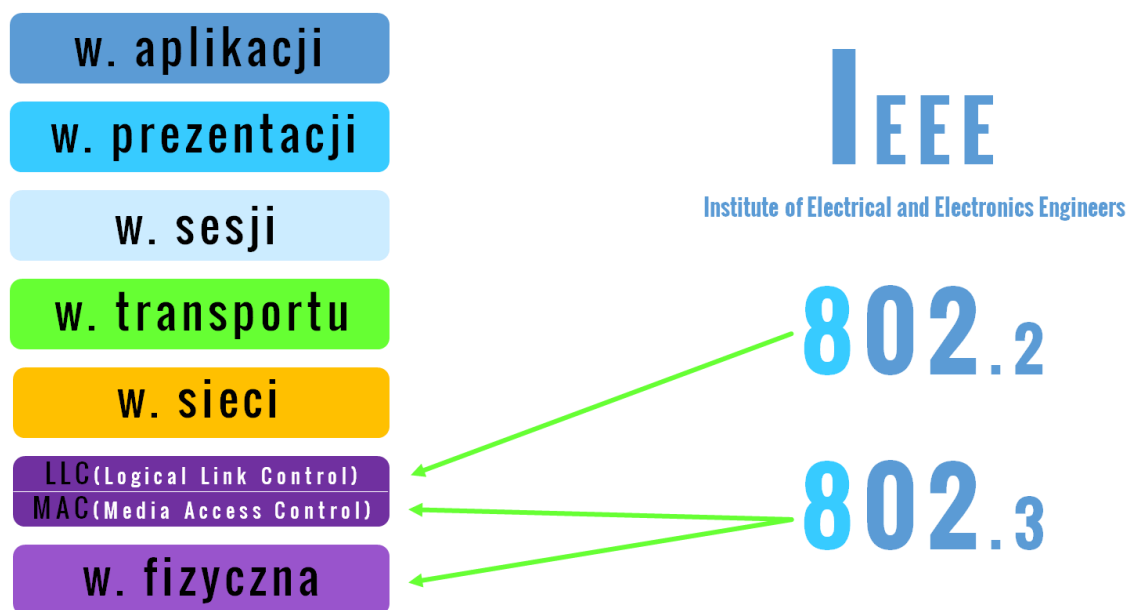 w. aplikacji
w. prezentacji
w. sesji
w. transportu
w. sieci
LLC(Logical Link Control)
MAC(Media Access Control)
w. fizyczna
IEEE
Institute of Electrical and Electronics Engineers
802.2
802.3